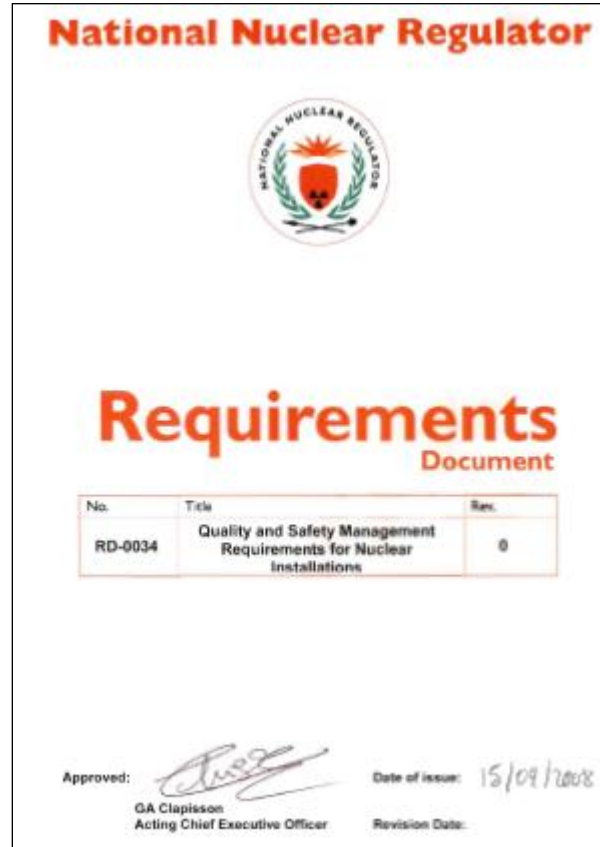 National Nuclear Regulator
NATIONAL NUCLEAR REGULATOR
Requirements
Document
No. Title Rev.
RD-0034 Quality and Safety Management Requirements for Nuclear Installations 0
Approved:
Date of issue: 15/09/2008
GA Clapisson
Acting Chief Executive Officer
Revision Date: